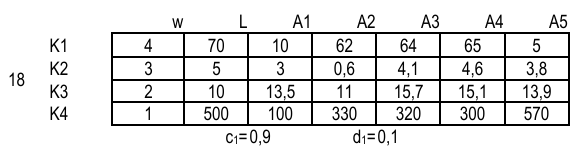 w L A1 A2 A3 A4 A5
K1 4 70 10 62 64 65 5
K2 3 5 3 0,6 4,1 4,6 3,8
18
K3 2 10 13,5 11 15,7 15,1 13,9
K4 1 500 100 330 320 300 570
c₁=0,9 d₁=0,1